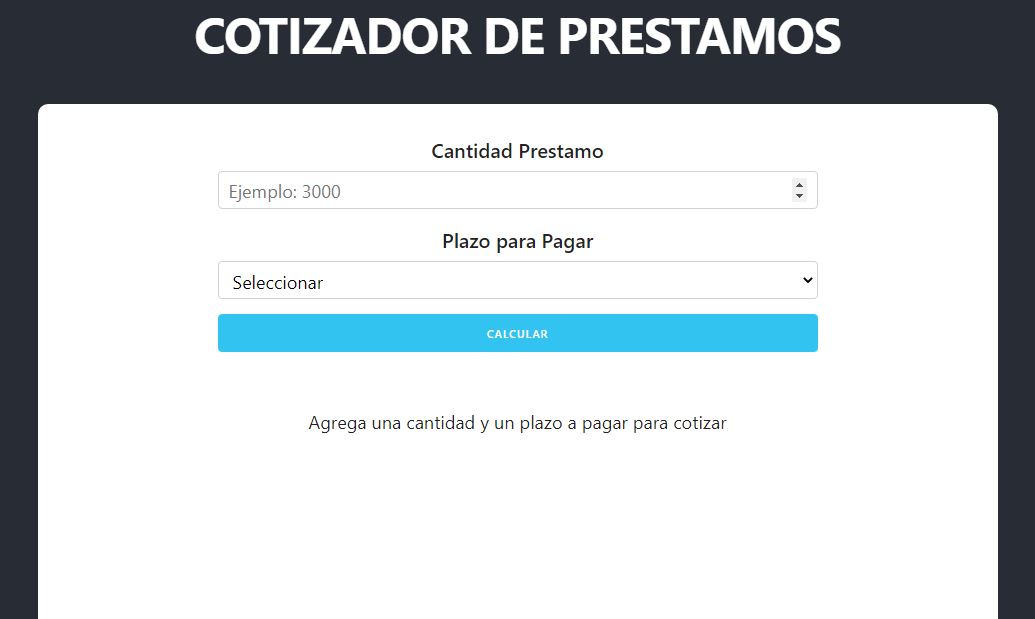 COTIZADOR DE PRESTAMOS
Cantidad Prestamo
Ejemplo: 3000
Plazo para Pagar
Seleccionar
CALCULAR
Agrega una cantidad y un plazo a pagar para cotizar